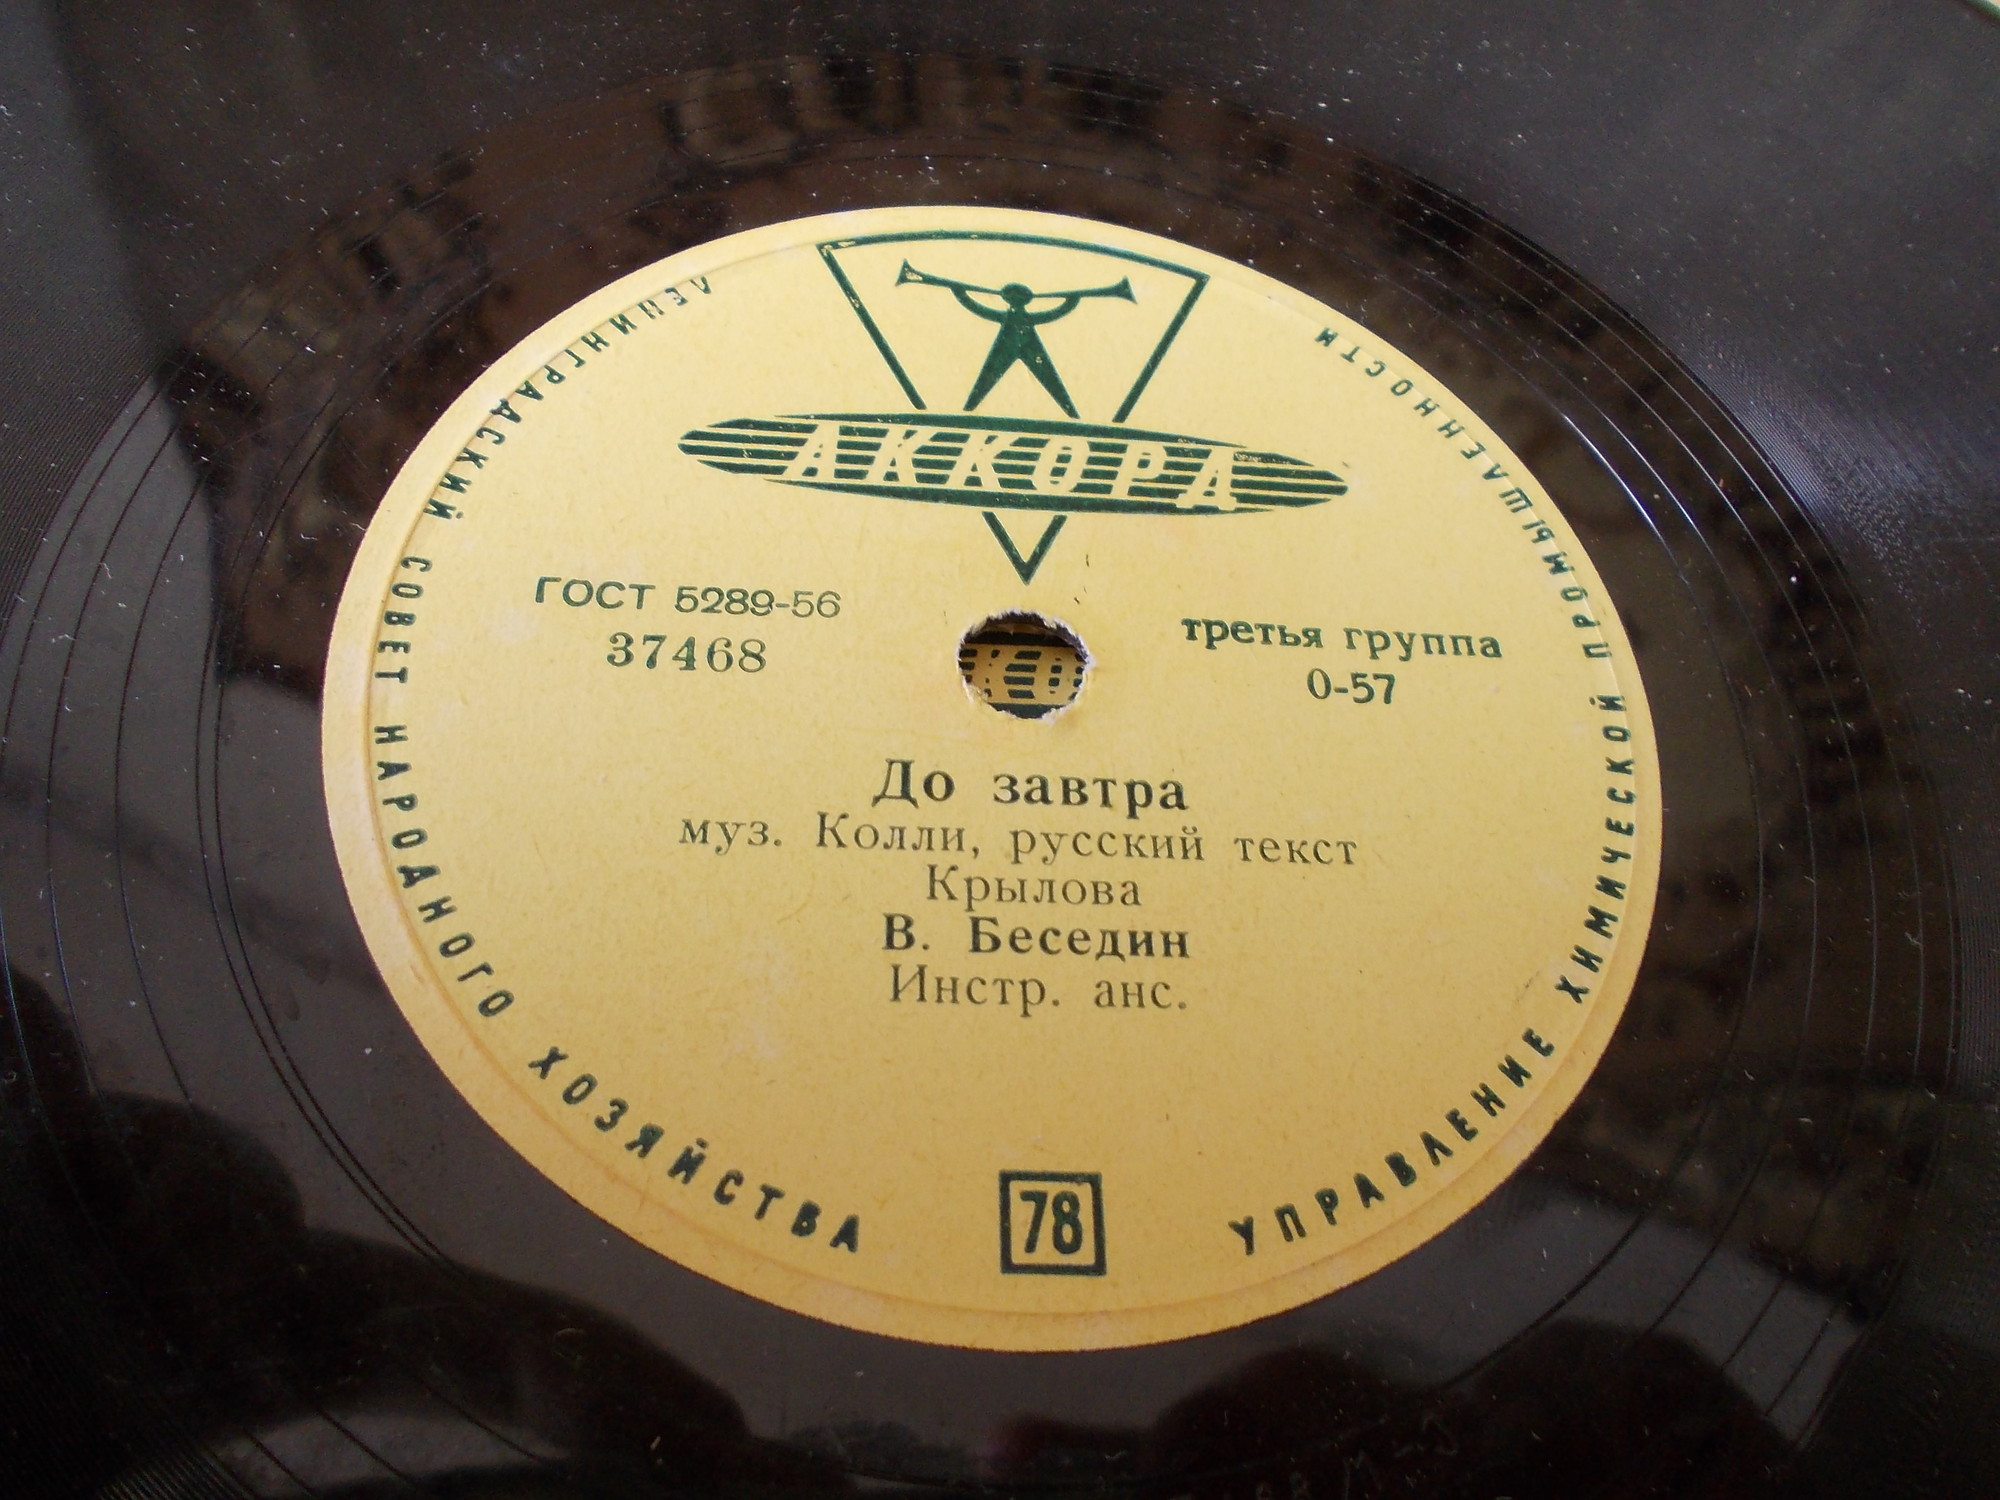 АККОРД
ЛЕНИНГРАДСКИЙ СОВЕТ НАРОДНОГО ХОЗЯЙСТВА
УПРАВЛЕНИЕ ХИМИЧЕСКОЙ ПРОМЫШЛЕННОСТИ
ГОСТ 5289-56
37468
третья группа
0-57
До завтра
муз. Колли, русский текст
Крылова
В. Беседин
Инстр. анс.
78